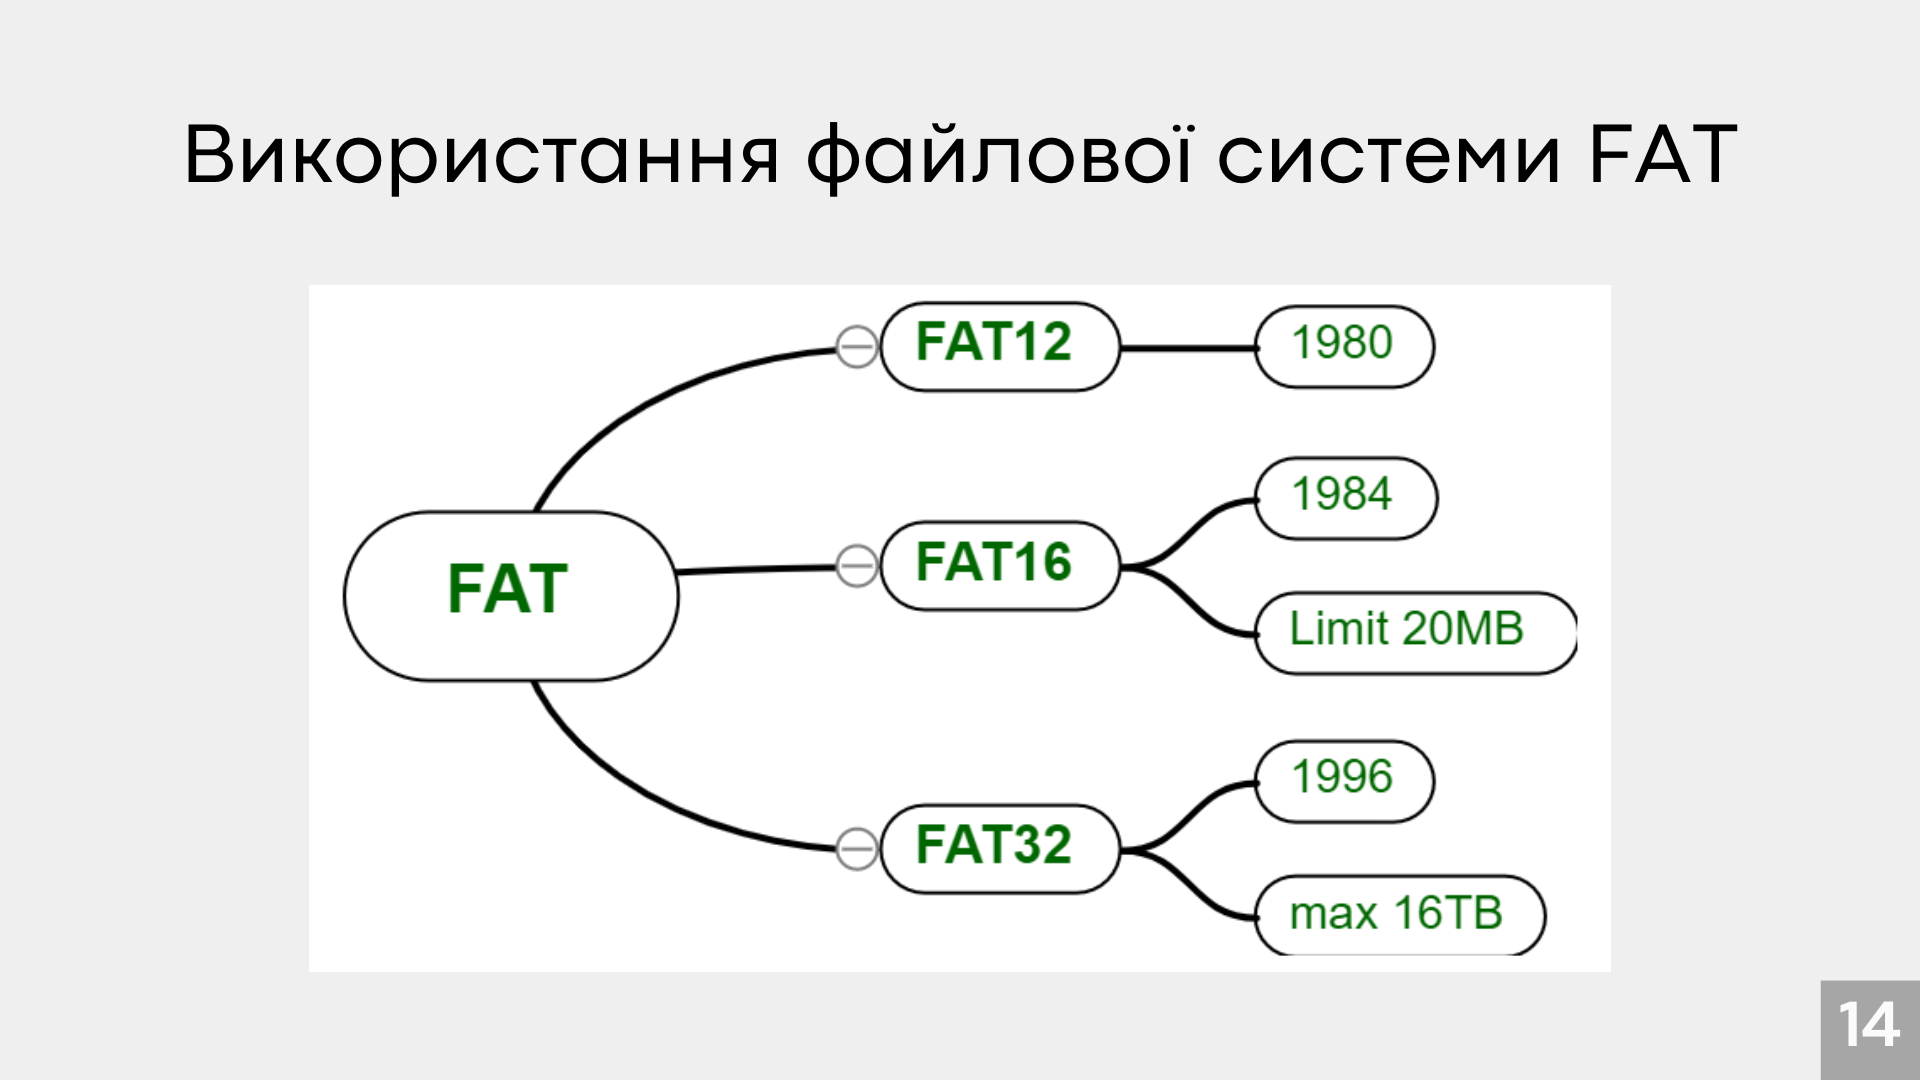 Використання файлової системи FAT
FAT
FAT12
1980
FAT16
1984
Limit 20MB
FAT32
1996
max 16TB
14